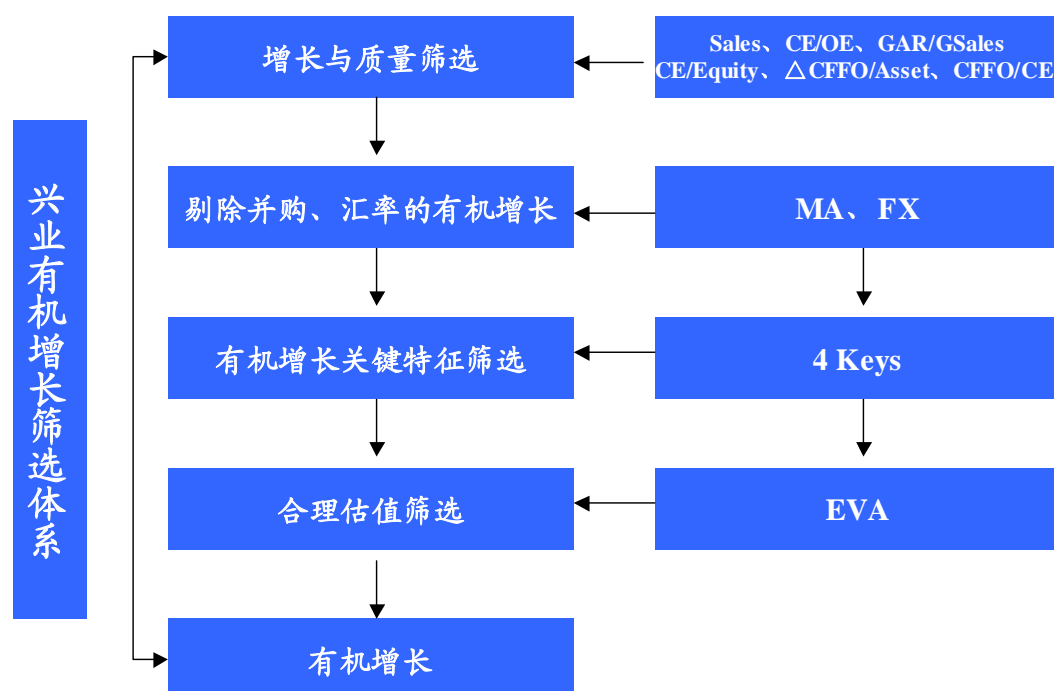 兴业有机增长筛选体系
增长与质量筛选
Sales、CE/OE、GAR/GSales
CE/Equity、△CFFO/Asset、CFFO/CE
剔除并购、汇率的有机增长
MA、FX
有机增长关键特征筛选
4 Keys
合理估值筛选
EVA
有机增长